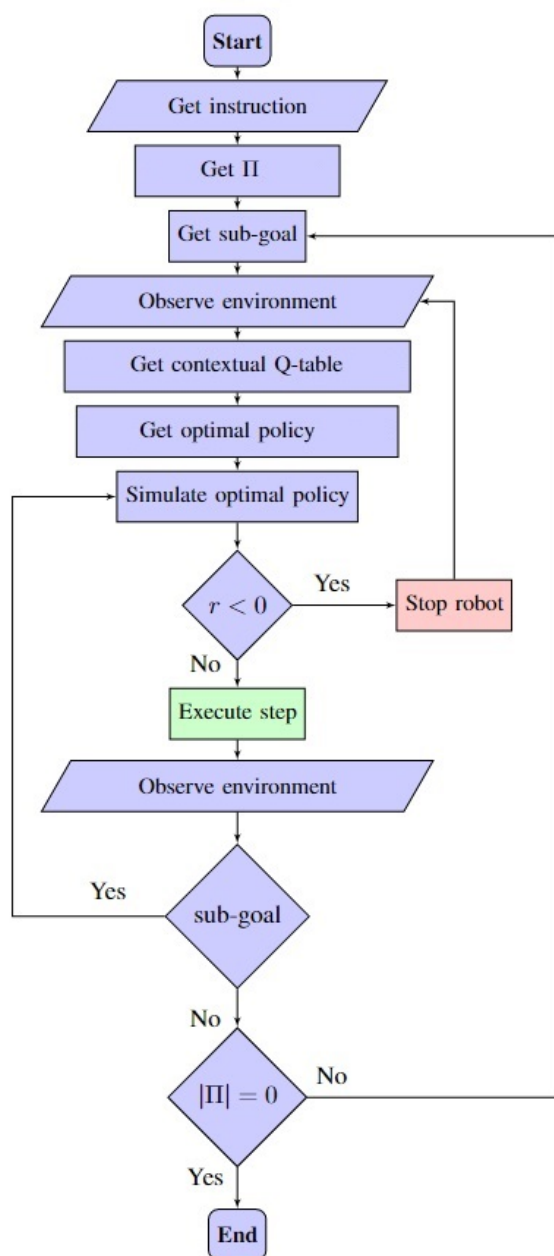 Start
Get instruction
Get Π
Get sub-goal
Observe environment
Get contextual Q-table
Get optimal policy
Simulate optimal policy
r < 0
Yes
Stop robot
No
Execute step
Observe environment
Yes
sub-goal
No
|Π| = 0
No
Yes
End